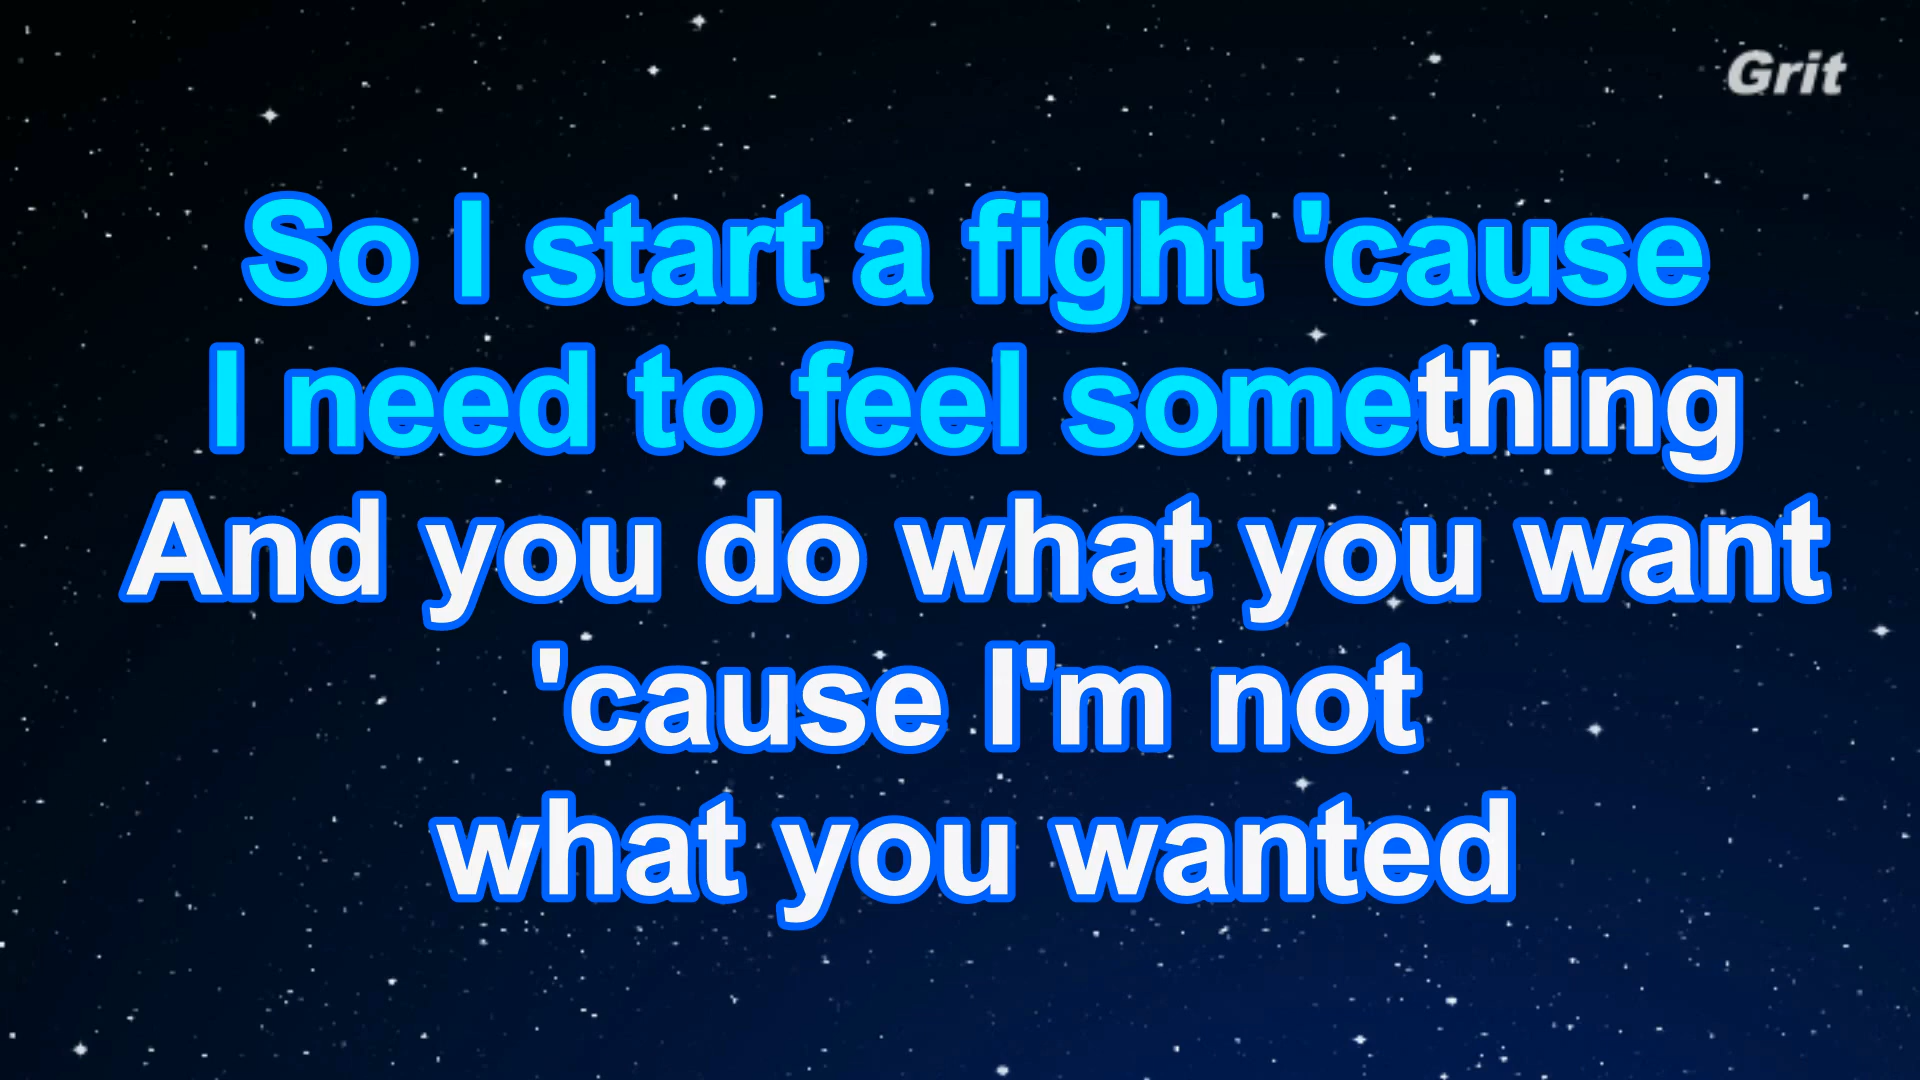 Grit
So I start a fight 'cause
I need to feel something
And you do what you want
'cause I'm not
what you wanted